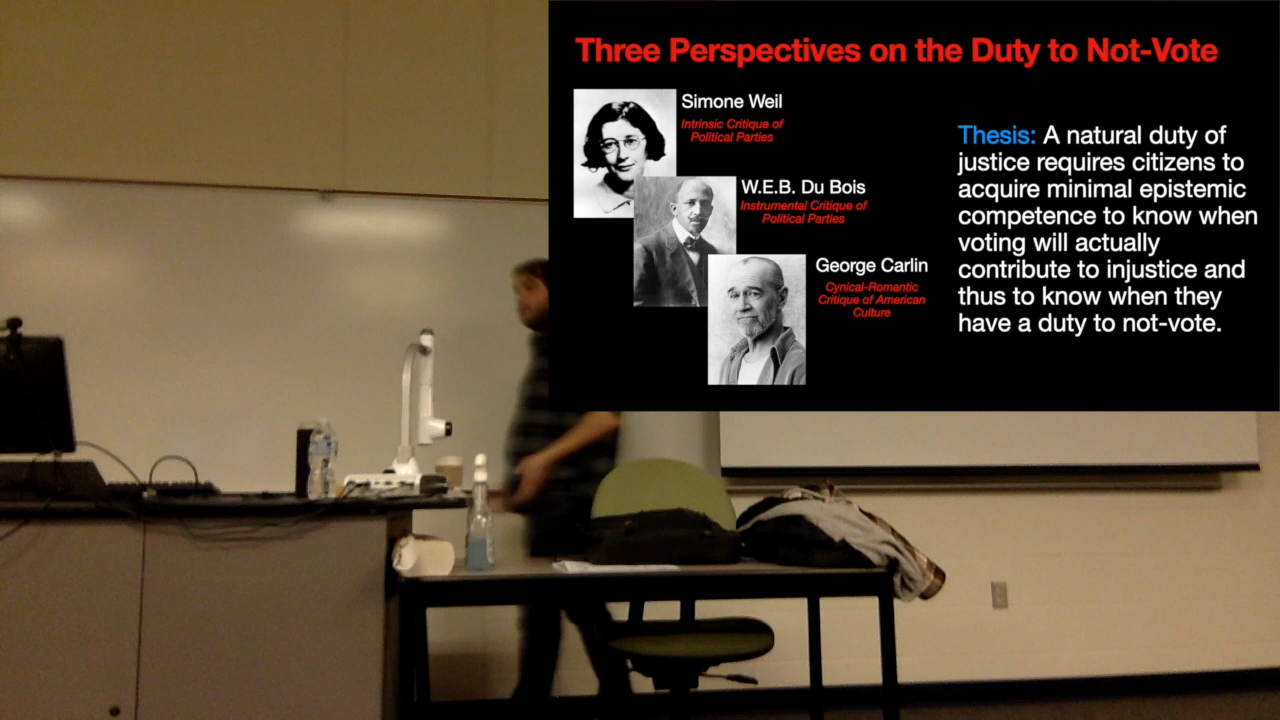 Three Perspectives on the Duty to Not-Vote
Simone Weil
Intrinsic Critique of
Political Parties
W.E.B. Du Bois
Instrumental Critique of
Political Parties
George Carlin
Cynical-Romantic
Critique of American
Culture
Thesis: A natural duty of
justice requires citizens to
acquire minimal epistemic
competence to know when
voting will actually
contribute to injustice and
thus to know when they
have a duty to not-vote.